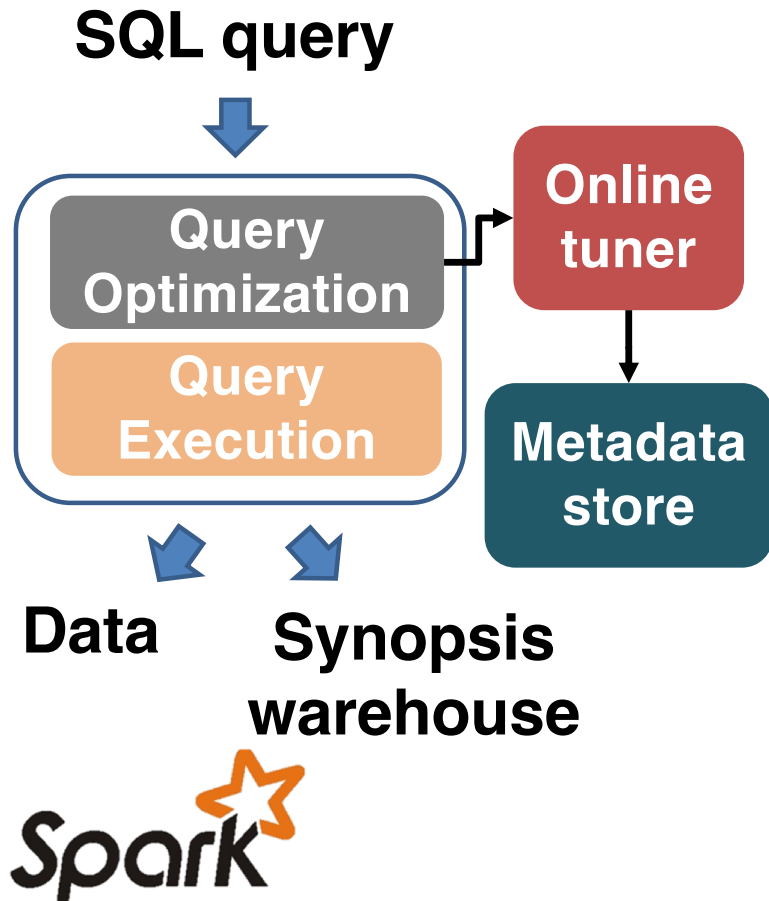 SQL query
Query
Optimization
Online
tuner
Query
Execution
Metadata
store
Data
Synopsis
warehouse
Spark